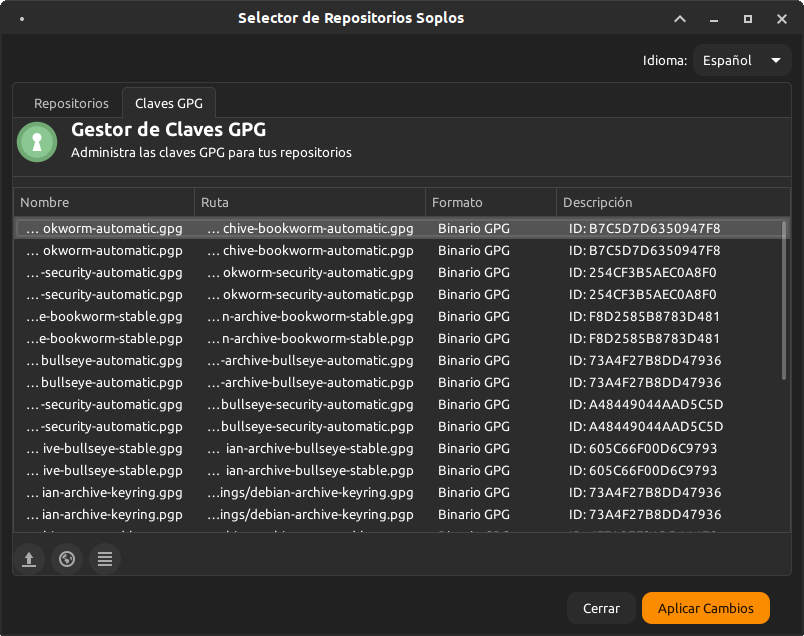 Selector de Repositorios Soplos
Idioma: Español
Repositorios Claves GPG
Gestor de Claves GPG
Administra las claves GPG para tus repositorios
Nombre Ruta Formato Descripción
… okworm-automatic.gpg … chive-bookworm-automatic.gpg Binario GPG ID: B7C5D7D6350947F8
… okworm-automatic.pgp … chive-bookworm-automatic.pgp Binario GPG ID: B7C5D7D6350947F8
…-security-automatic.gpg … okworm-security-automatic.gpg Binario GPG ID: 254CF3B5AEC0A8F0
…-security-automatic.pgp … okworm-security-automatic.pgp Binario GPG ID: 254CF3B5AEC0A8F0
…e-bookworm-stable.gpg …n-archive-bookworm-stable.gpg Binario GPG ID: F8D2585B8783D481
…e-bookworm-stable.pgp …n-archive-bookworm-stable.pgp Binario GPG ID: F8D2585B8783D481
…bullseye-automatic.gpg …-archive-bullseye-automatic.gpg Binario GPG ID: 73A4F27B8DD47936
…bullseye-automatic.pgp …-archive-bullseye-automatic.pgp Binario GPG ID: 73A4F27B8DD47936
…-security-automatic.gpg …bullseye-security-automatic.gpg Binario GPG ID: A48449044AAD5C5D
…-security-automatic.pgp …bullseye-security-automatic.pgp Binario GPG ID: A48449044AAD5C5D
… ive-bullseye-stable.gpg … ian-archive-bullseye-stable.gpg Binario GPG ID: 605C66F00D6C9793
… ive-bullseye-stable.pgp … ian-archive-bullseye-stable.pgp Binario GPG ID: 605C66F00D6C9793
…ian-archive-keyring.gpg …ings/debian-archive-keyring.gpg Binario GPG ID: 73A4F27B8DD47936
…ian-archive-keyring.pgp …ings/debian-archive-keyring.pgp Binario GPG ID: 73A4F27B8DD47936
Cerrar Aplicar Cambios